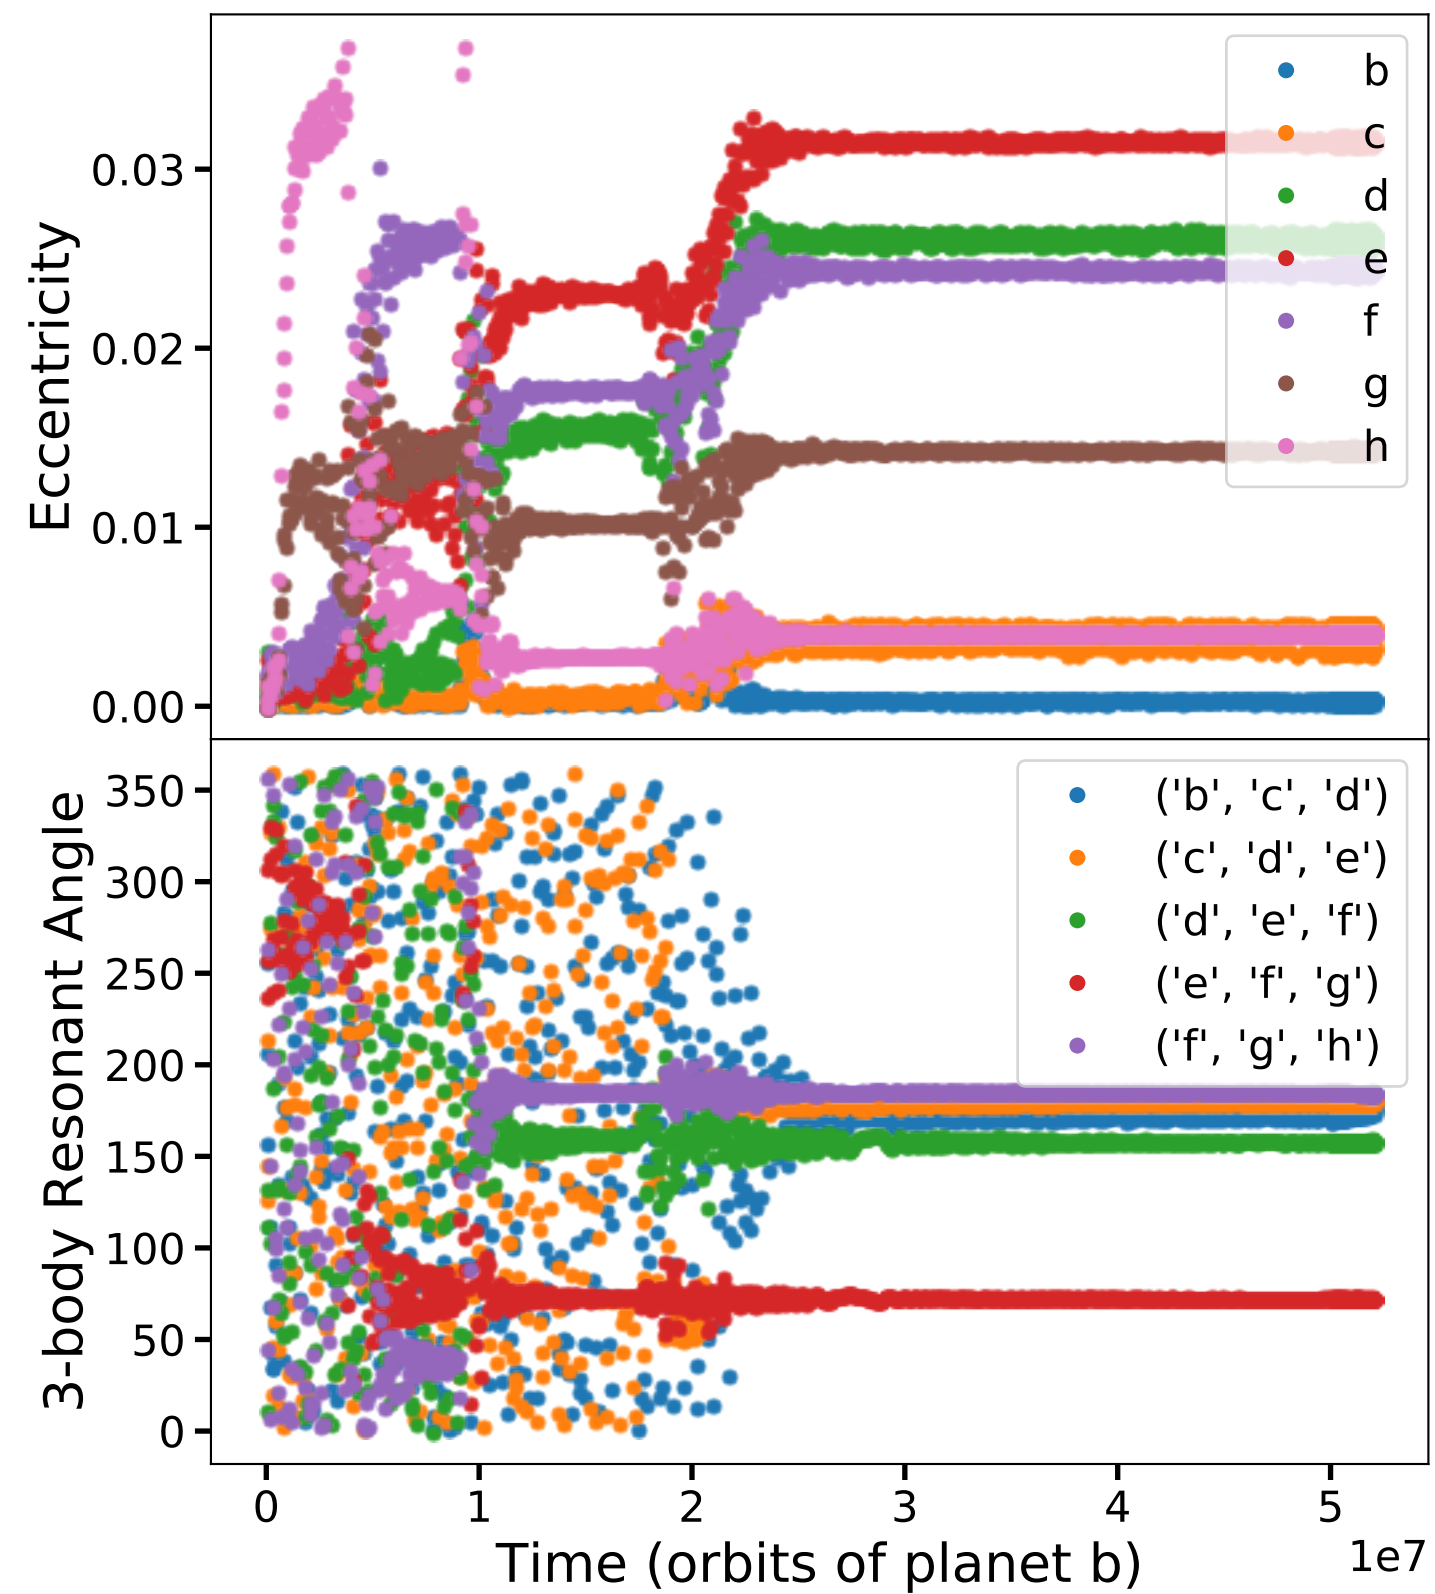 Eccentricity
0.03
0.02
0.01
0.00
b
c
d
e
f
g
h
3-body Resonant Angle
350
300
250
200
150
100
50
0
('b', 'c', 'd')
('c', 'd', 'e')
('d', 'e', 'f')
('e', 'f', 'g')
('f', 'g', 'h')
0 1 2 3 4 5
1e7
Time (orbits of planet b)